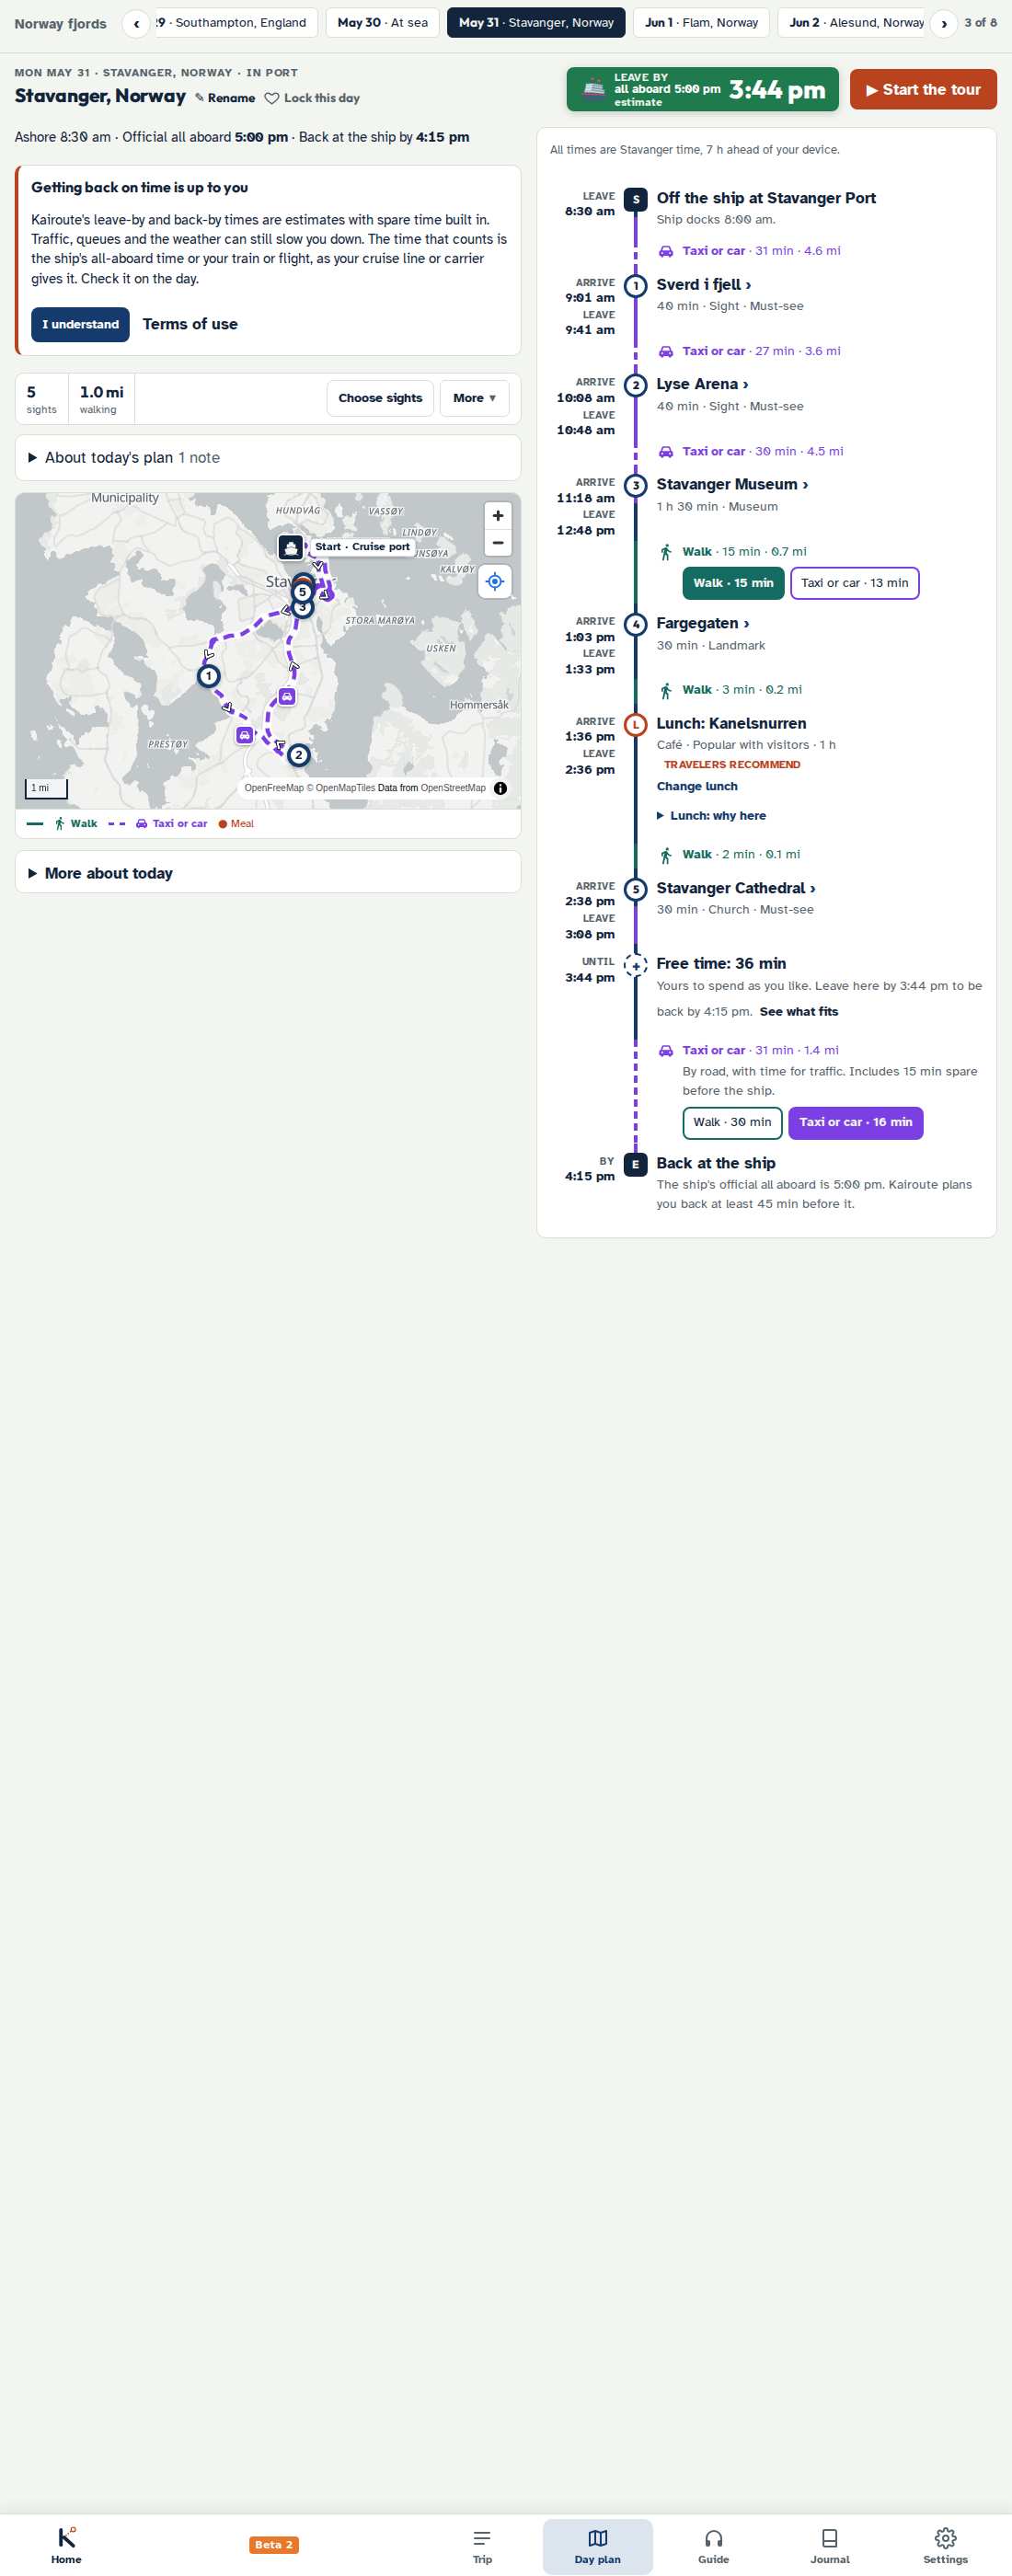 Norway fjords
‹
29 · Southampton, England
May 30 · At sea
May 31 · Stavanger, Norway
Jun 1 · Flam, Norway
Jun 2 · Alesund, Norway
›
3 of 8
MON MAY 31 · STAVANGER, NORWAY · IN PORT
Stavanger, Norway
✎ Rename
Lock this day
LEAVE BY
all aboard 5:00 pm
estimate
3:44 pm
▶ Start the tour
Ashore 8:30 am · Official all aboard 5:00 pm · Back at the ship by 4:15 pm
Getting back on time is up to you
Kairoute's leave-by and back-by times are estimates with spare time built in.
Traffic, queues and the weather can still slow you down. The time that counts is
the ship's all-aboard time or your train or flight, as your cruise line or carrier
gives it. Check it on the day.
I understand
Terms of use
5
sights
1.0 mi
walking
Choose sights
More ▼
▶ About today's plan 1 note
Municipality
HUNDVÅG
VASSØY
LINDØY
KALVØY
Start · Cruise port
STORA MARØYA
USKEN
Hommersåk
PRESTØY
1
2
3
5
+
−
1 mi
OpenFreeMap © OpenMapTiles Data from OpenStreetMap
Walk
Taxi or car
Meal
▶ More about today
All times are Stavanger time, 7 h ahead of your device.
LEAVE
8:30 am
S
Off the ship at Stavanger Port
Ship docks 8:00 am.
Taxi or car · 31 min · 4.6 mi
ARRIVE
9:01 am
LEAVE
9:41 am
1
Sverd i fjell ›
40 min · Sight · Must-see
Taxi or car · 27 min · 3.6 mi
ARRIVE
10:08 am
LEAVE
10:48 am
2
Lyse Arena ›
40 min · Sight · Must-see
Taxi or car · 30 min · 4.5 mi
ARRIVE
11:18 am
LEAVE
12:48 pm
3
Stavanger Museum ›
1 h 30 min · Museum
Walk · 15 min · 0.7 mi
Walk · 15 min
Taxi or car · 13 min
ARRIVE
1:03 pm
LEAVE
1:33 pm
4
Fargegaten ›
30 min · Landmark
Walk · 3 min · 0.2 mi
ARRIVE
1:36 pm
LEAVE
2:36 pm
L
Lunch: Kanelsnurren
Café · Popular with visitors · 1 h
TRAVELERS RECOMMEND
Change lunch
▶ Lunch: why here
Walk · 2 min · 0.1 mi
ARRIVE
2:38 pm
LEAVE
3:08 pm
5
Stavanger Cathedral ›
30 min · Church · Must-see
UNTIL
3:44 pm
+
Free time: 36 min
Yours to spend as you like. Leave here by 3:44 pm to be
back by 4:15 pm. See what fits
Taxi or car · 31 min · 1.4 mi
By road, with time for traffic. Includes 15 min spare
before the ship.
Walk · 30 min
Taxi or car · 16 min
BY
4:15 pm
E
Back at the ship
The ship's official all aboard is 5:00 pm. Kairoute plans
you back at least 45 min before it.
Home
Beta 2
Trip
Day plan
Guide
Journal
Settings